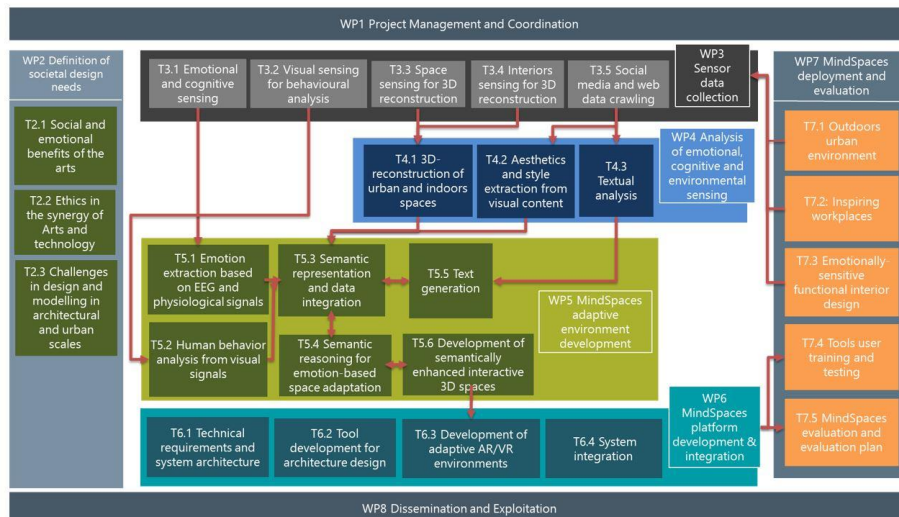 WP1 Project Management and Coordination
WP2 Definition of
societal design
needs
T2.1 Social and
emotional
benefits of the
arts
T2.2 Ethics in
the synergy of
Arts and
technology
T2.3 Challenges
in design and
modelling in
architectural
and urban
scales
T3.1 Emotional
and cognitive
sensing
T3.2 Visual sensing
for behavioural
analysis
T3.3 Space
sensing for 3D
reconstruction
T3.4 Interiors
sensing for 3D
reconstruction
T3.5 Social
media and web
data crawling
WP3
Sensor
data
collection
T4.1 3D-
reconstruction of
urban and indoors
spaces
T4.2 Aesthetics and
style extraction from
visual content
T4.3
Textual
analysis
WP4 Analysis
of emotional,
cognitive and
environmental
sensing
T5.1 Emotion
extraction based
on EEG and
physiological signals
T5.3 Semantic
representation
and data
integration
T5.5 Text
generation
WP5 MindSpaces
adaptive
environment
development
T5.2 Human behavior
analysis from visual
signals
T5.4 Semantic
reasoning for
emotion-based
space adaptation
T5.6 Development of
semantically
enhanced interactive
3D spaces
T6.1 Technical
requirements and
system architecture
T6.2 Tool
development for
architecture design
T6.3 Development of
adaptive AR/VR
environments
T6.4 System
integration
WP6
MindSpaces
platform
development &
integration
WP7 MindSpaces
deployment and
evaluation
T7.1 Outdoors
urban
environment
T7.2: Inspiring
workplaces
T7.3 Emotionally-
sensitive
functional interior
design
T7.4 Tools user
training and
testing
T7.5 MindSpaces
evaluation and
evaluation plan
WP8 Dissemination and Exploitation